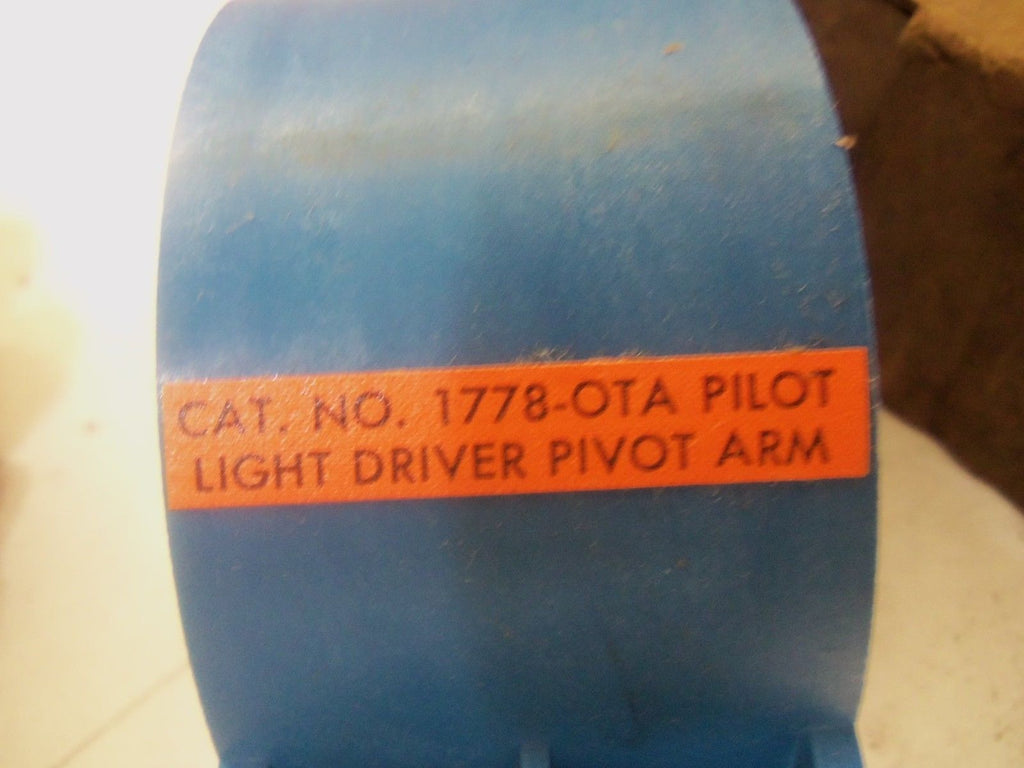 CAT. NO. 1778-OTA PILOT
LIGHT DRIVER PIVOT ARM